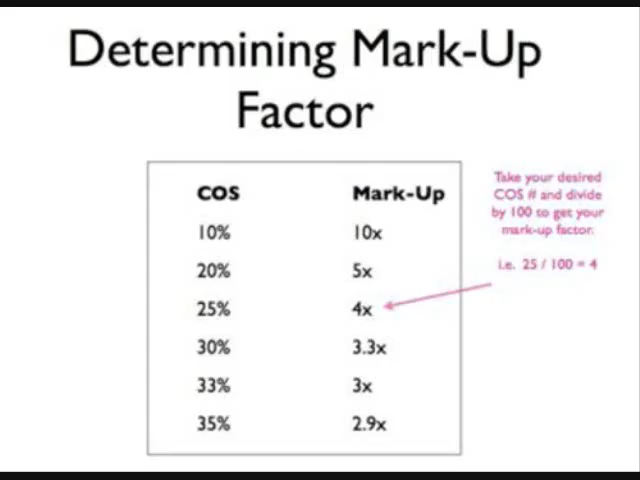 Determining Mark-Up
Factor
COS Mark-Up
10% 10x
20% 5x
25% 4x
30% 3.3x
33% 3x
35% 2.9x
Take your desired
COS # and divide
by 100 to get your
mark-up factor.
i.e. 25 / 100 = 4